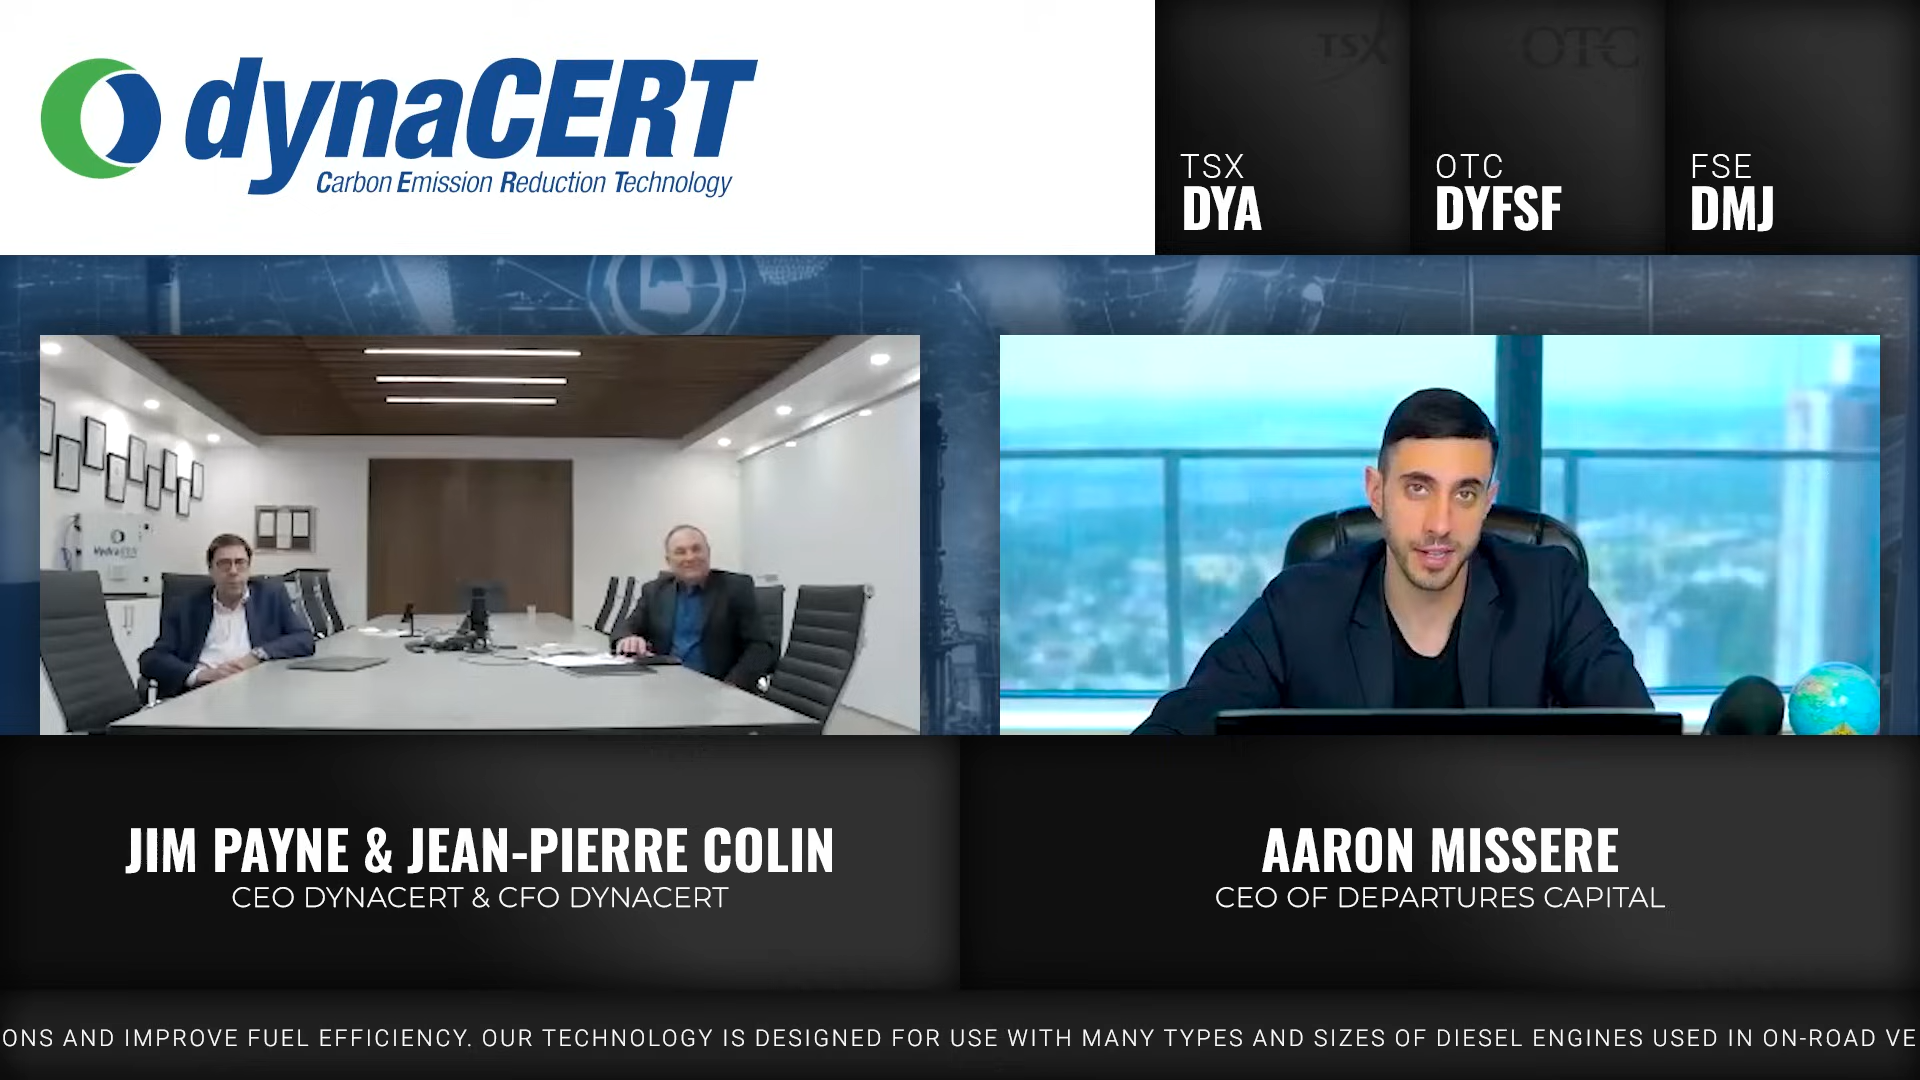 dynaCERT
Carbon Emission Reduction Technology
TSX
OTC
TSX
DYA
OTC
DYFSF
FSE
DMJ
JIM PAYNE & JEAN-PIERRE COLIN
CEO DYNACERT & CFO DYNACERT
AARON MISSERE
CEO OF DEPARTURES CAPITAL
ONS AND IMPROVE FUEL EFFICIENCY. OUR TECHNOLOGY IS DESIGNED FOR USE WITH MANY TYPES AND SIZES OF DIESEL ENGINES USED IN ON-ROAD VE